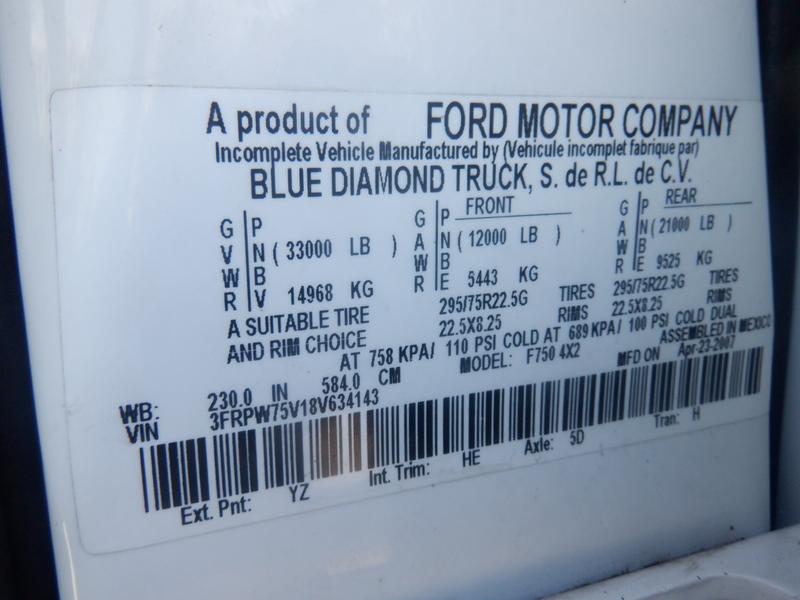 A product of FORD MOTOR COMPANY
Incomplete Vehicle Manufactured by (Vehicule incomplet fabrique par)
BLUE DIAMOND TRUCK, S. de R.L. de C.V.
G P G P FRONT G P REAR
V N ( 33000 LB ) A N ( 12000 LB ) A N ( 21000 LB )
W B W B W B
R V 14968 KG R E 5443 KG R E 9525 KG
A SUITABLE TIRE 295/75R22.5G TIRES 295/75R22.5G
AND RIM CHOICE 22.5X8.25 RIMS 22.5X8.25 TIRES RIMS
AT 758 KPA/ 110 PSI COLD AT 689 KPA/ 100 PSI COLD DUAL
WB: 230.0 IN 584.0 CM MODEL: F750 4X2 ASSEMBLED IN MEXICO
VIN 3FRPW75V18V634143 MFD ON Apr-23-2007
Ext. Pnt: YZ Int. Trim: HE Axle: 5D Tran: H